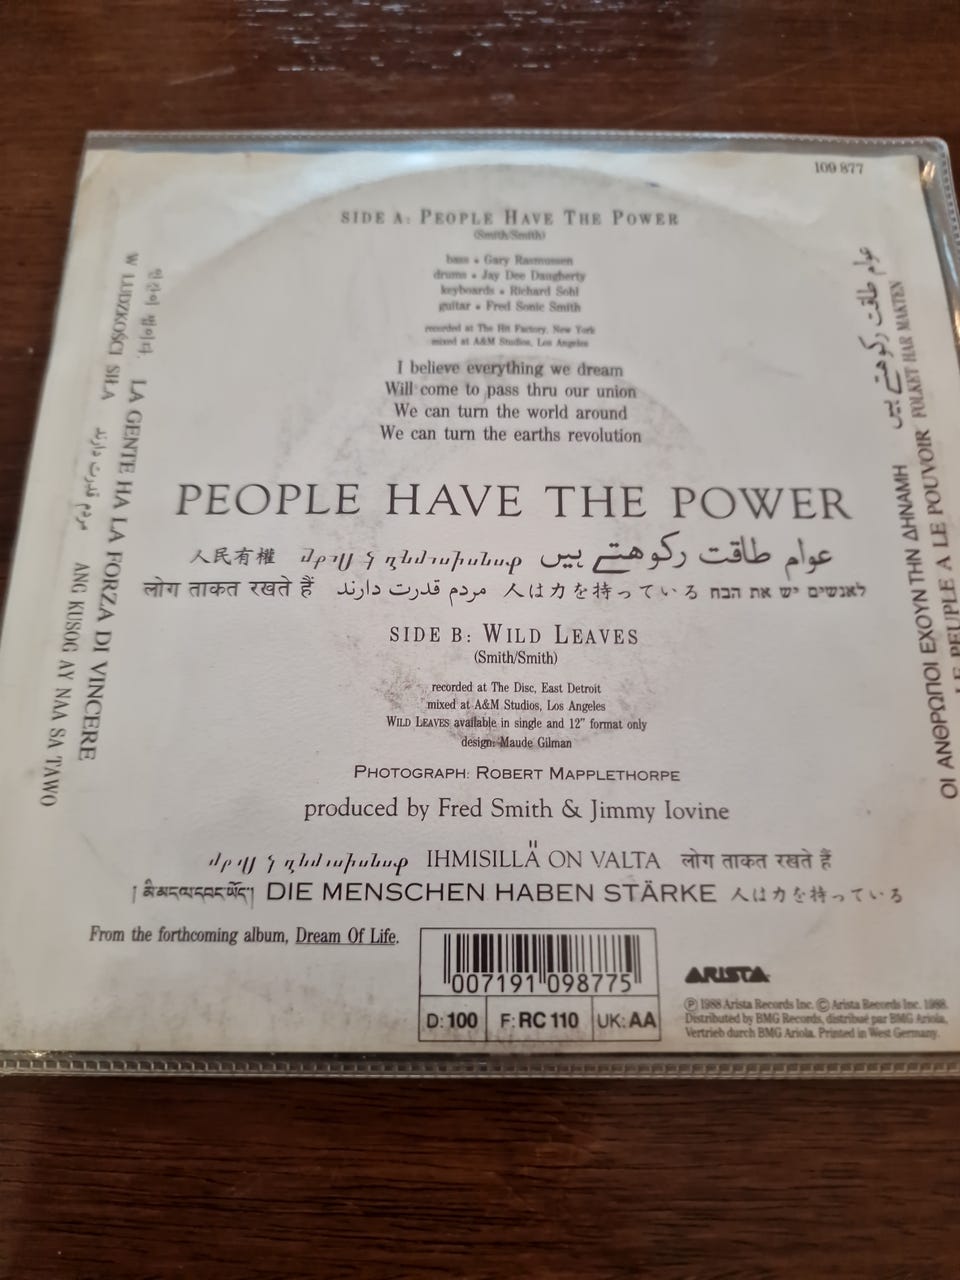 109 877
SIDE A: PEOPLE HAVE THE POWER
(Smith/Smith)
bass • Gary Rasmussen
drums • Jay Dee Daugherty
keyboards • Richard Sohl
guitar • Fred Sonic Smith
recorded at The Hit Factory, New York
mixed at A&M Studios, Los Angeles
I believe everything we dream
Will come to pass thru our union
We can turn the world around
We can turn the earths revolution
PEOPLE HAVE THE POWER
人民有權 عوام طاقت رکھتے ہیں
लोग ताकत रखते हैं مردم قدرت دارند 人は力を持っている לאנשים יש את הכח
SIDE B: WILD LEAVES
(Smith/Smith)
recorded at The Disc, East Detroit
mixed at A&M Studios, Los Angeles
WILD LEAVES available in single and 12" format only
design: Maude Gilman
PHOTOGRAPH: ROBERT MAPPLETHORPE
produced by Fred Smith & Jimmy Iovine
IHMISILLÄ ON VALTA लोग ताकत रखते हैं
DIE MENSCHEN HABEN STÄRKE 人は力を持っている
From the forthcoming album, Dream Of Life.
007191 098775
D: 100 F: RC 110 UK: AA
ARISTA
Ⓟ 1988 Arista Records Inc. © Arista Records Inc. 1988.
Distributed by BMG Records, distribué par BMG Ariola,
Vertrieb durch BMG Ariola. Printed in West Germany.
W LUDZKOŚCI SIŁA مردم قدرت دارند ANG KUSOG AY NAA SA TAWO
LA GENTE HA LA FORZA DI VINCERE
عوام طاقت رکھتے ہیں
FOLKET HAR MAKTEN
ΟΙ ΑΝΘΡΩΠΟΙ ΕΧΟΥΝ ΤΗΝ ΔΗΝΑΜΗ
LE PEUPLE A LE POUVOIR